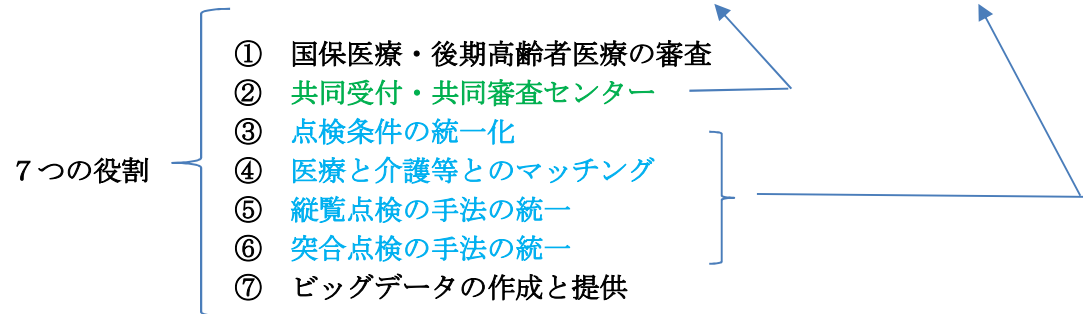 ① 国保医療・後期高齢者医療の審査
② 共同受付・共同審査センター
③ 点検条件の統一化
７つの役割
④ 医療と介護等とのマッチング
⑤ 縦覧点検の手法の統一
⑥ 突合点検の手法の統一
⑦ ビッグデータの作成と提供